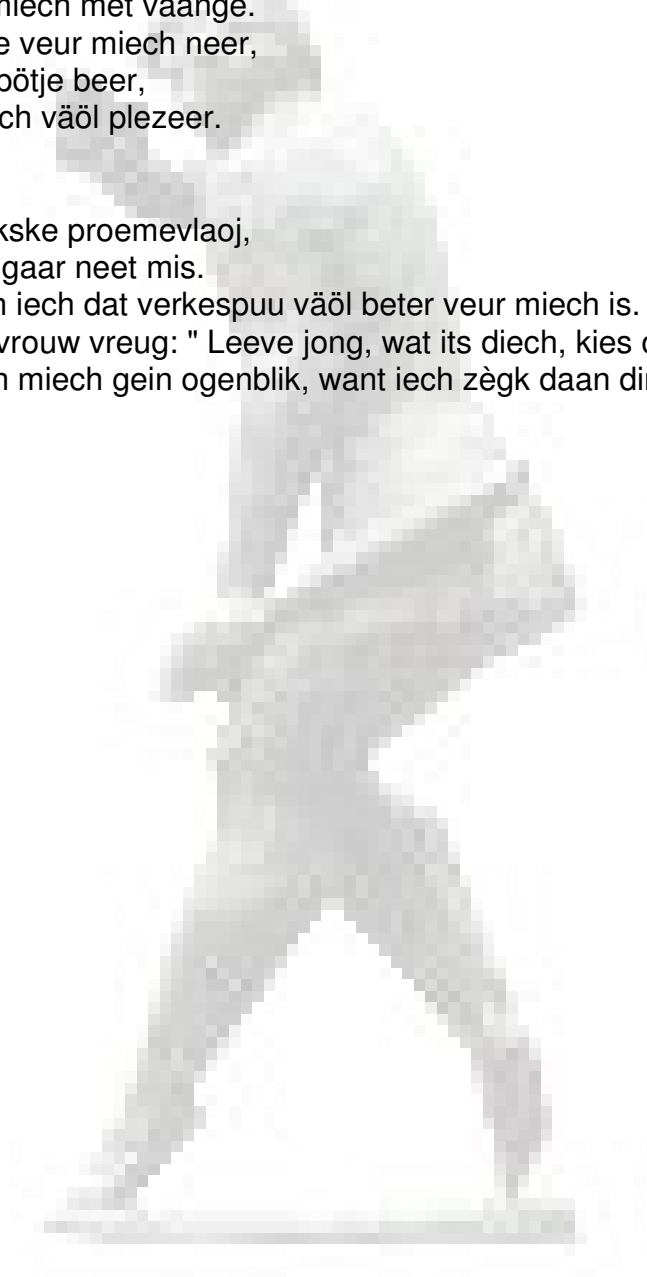 miech met vaange.
e veur miech neer,
pötje beer,
ch väöl plezeer.
kske proemevlaoj,
gaar neet mis.
iech dat verkespuu väöl beter veur miech is.
vrouw vreug: " Leeve jong, wat its diech, kies
miech gein ogenblik, want iech zègk daan